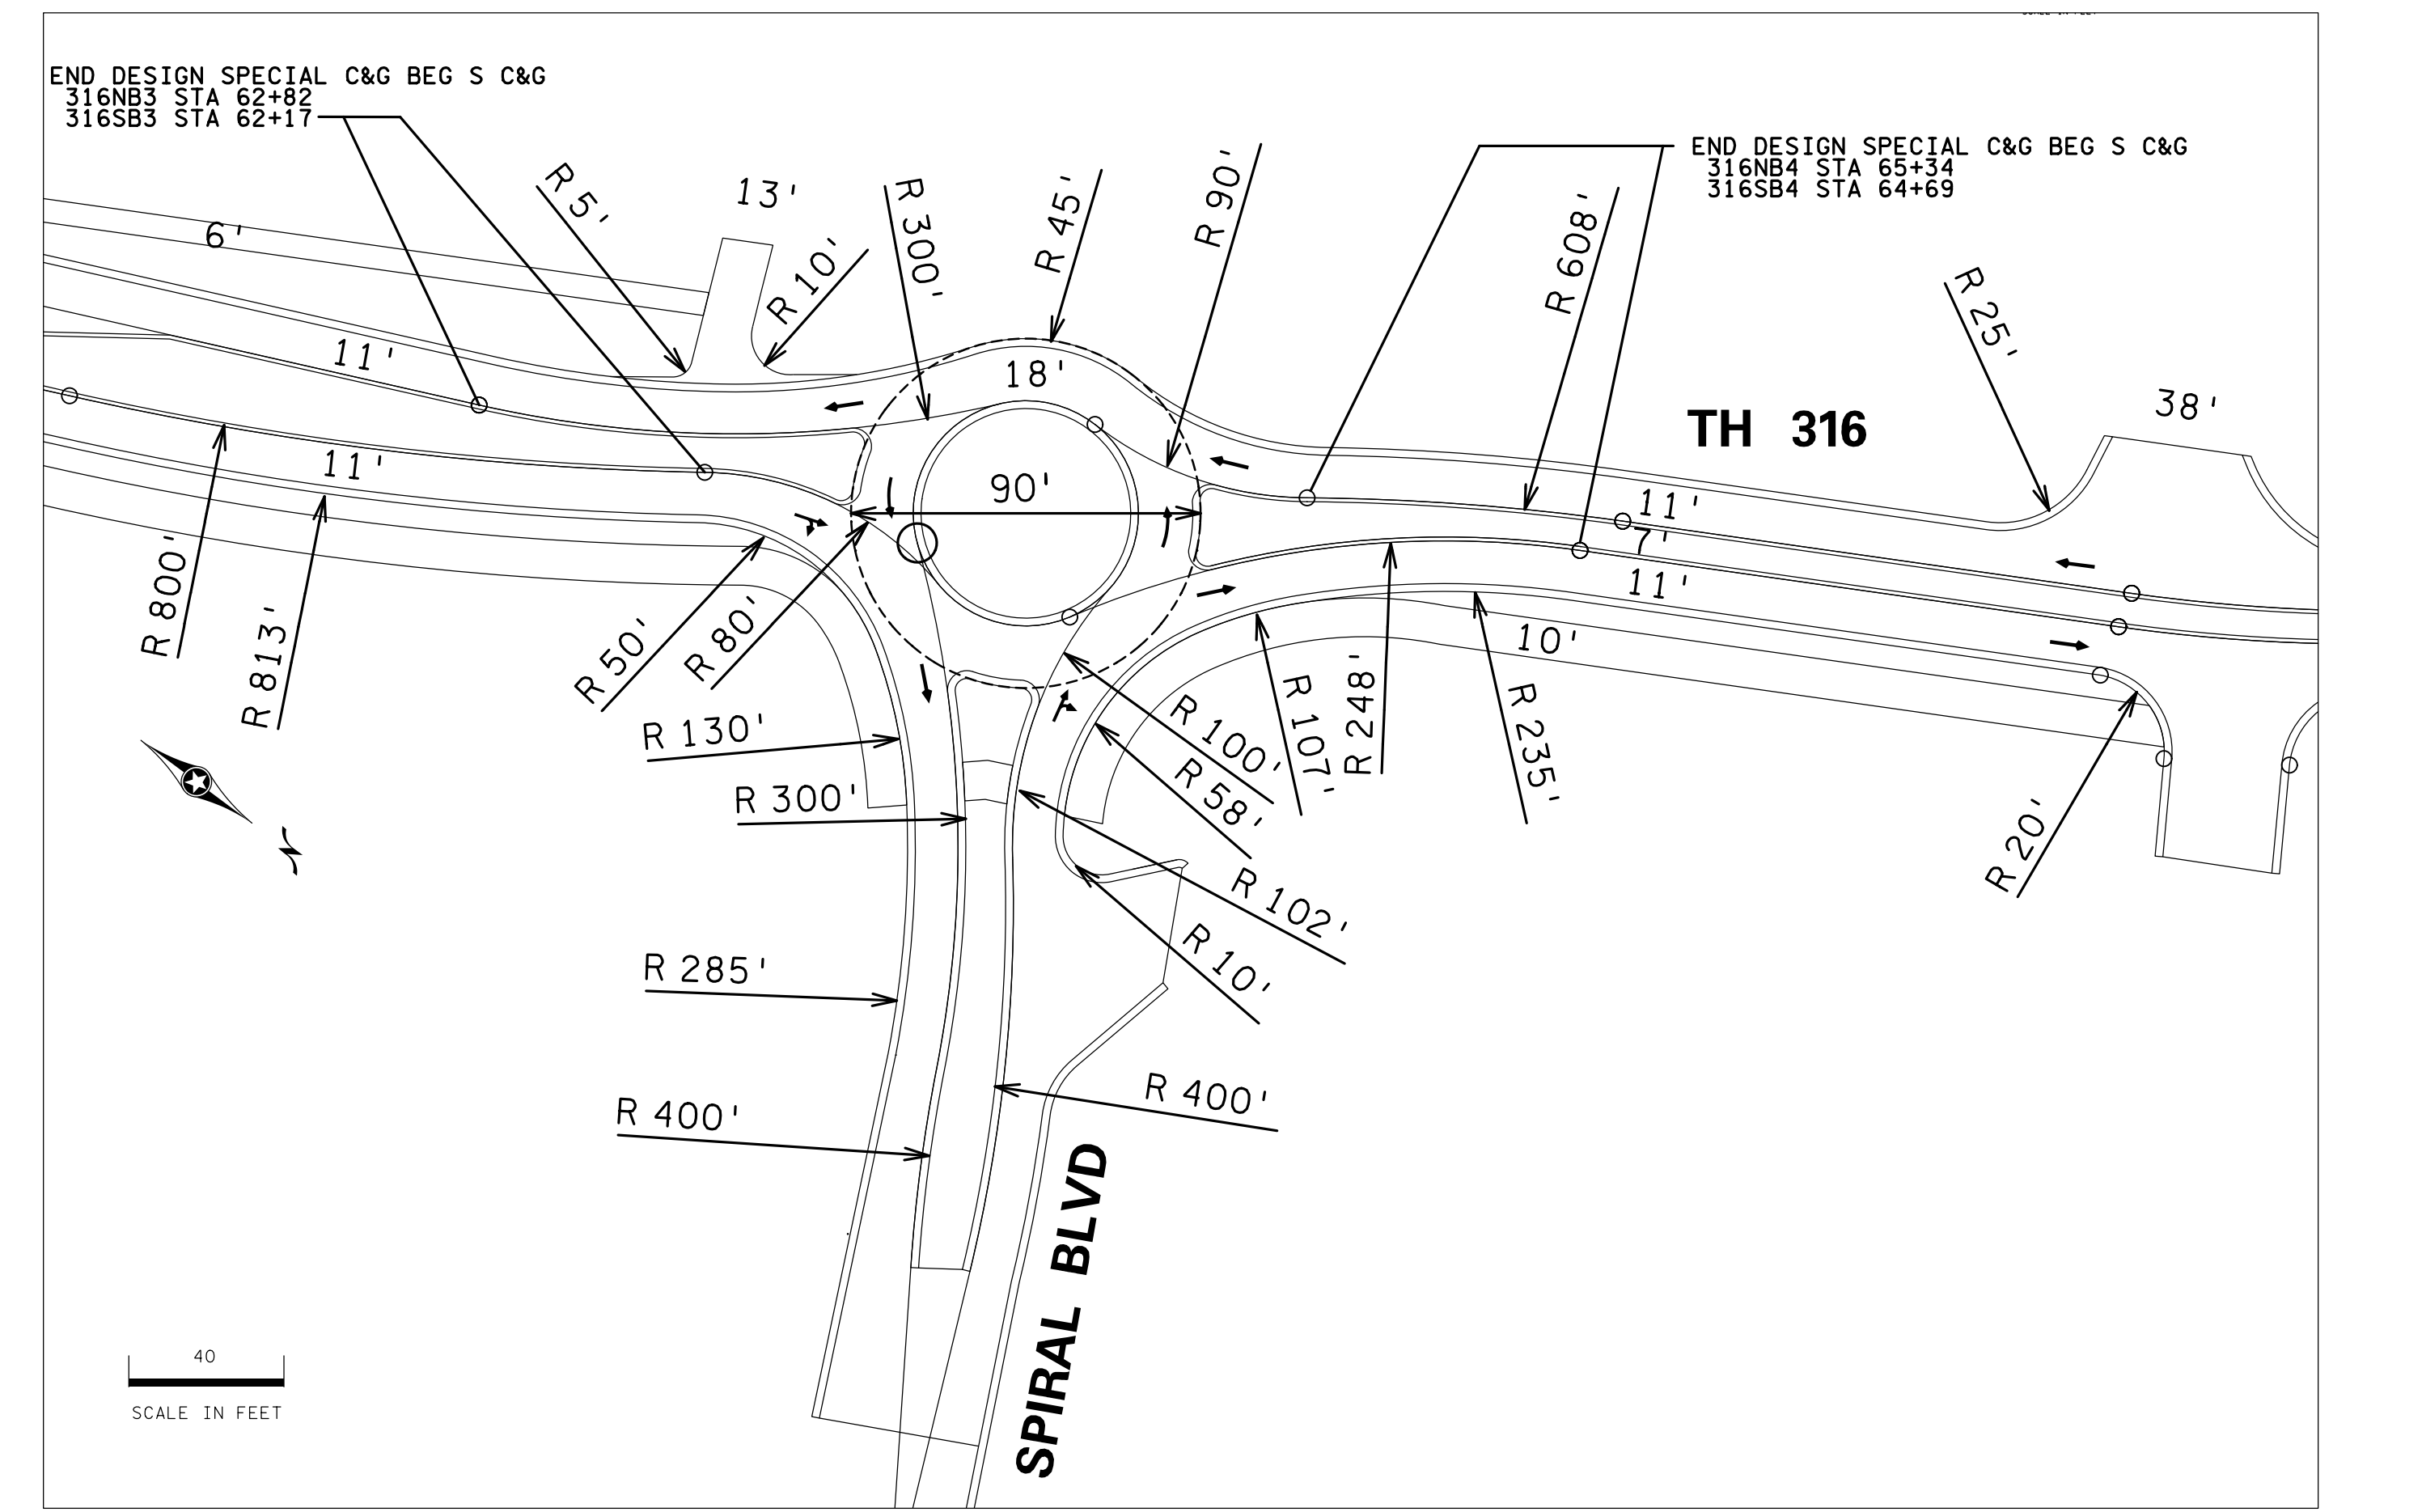 END DESIGN SPECIAL C&G BEG S C&G
316NB3 STA 62+82
316SB3 STA 62+17
END DESIGN SPECIAL C&G BEG S C&G
316NB4 STA 65+34
316SB4 STA 64+69
6'
R 5'
13'
R 10'
R 300'
R 45'
R 90'
R 608'
R 25'
38'
TH 316
11'
18'
11'
90'
11'
7'
11'
10'
R 800'
R 813'
R 50'
R 80'
R 130'
R 300'
R 100'
R 58'
R 107'
R 248'
R 235'
R 20'
R 102'
R 10'
R 285'
R 400'
R 400'
SPIRAL BLVD
40
SCALE IN FEET